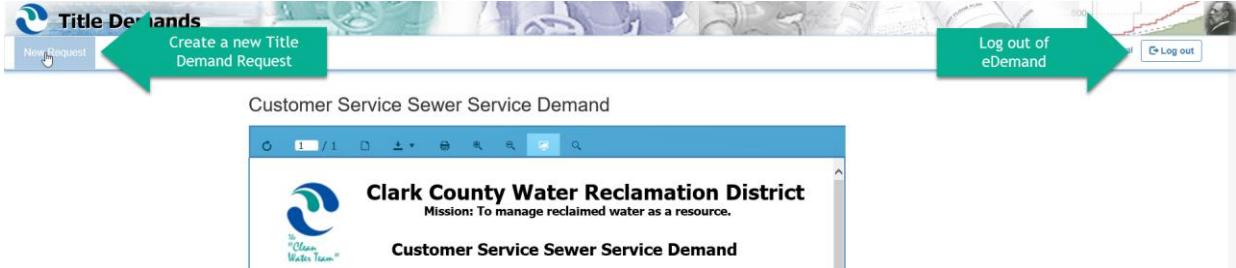 Title Demands
New Request
Create a new Title
Demand Request
Log out of
eDemand
Log out
Customer Service Sewer Service Demand
1 / 1
Clark County Water Reclamation District
Mission: To manage reclaimed water as a resource.
The
"Clean
Water Team"
Customer Service Sewer Service Demand